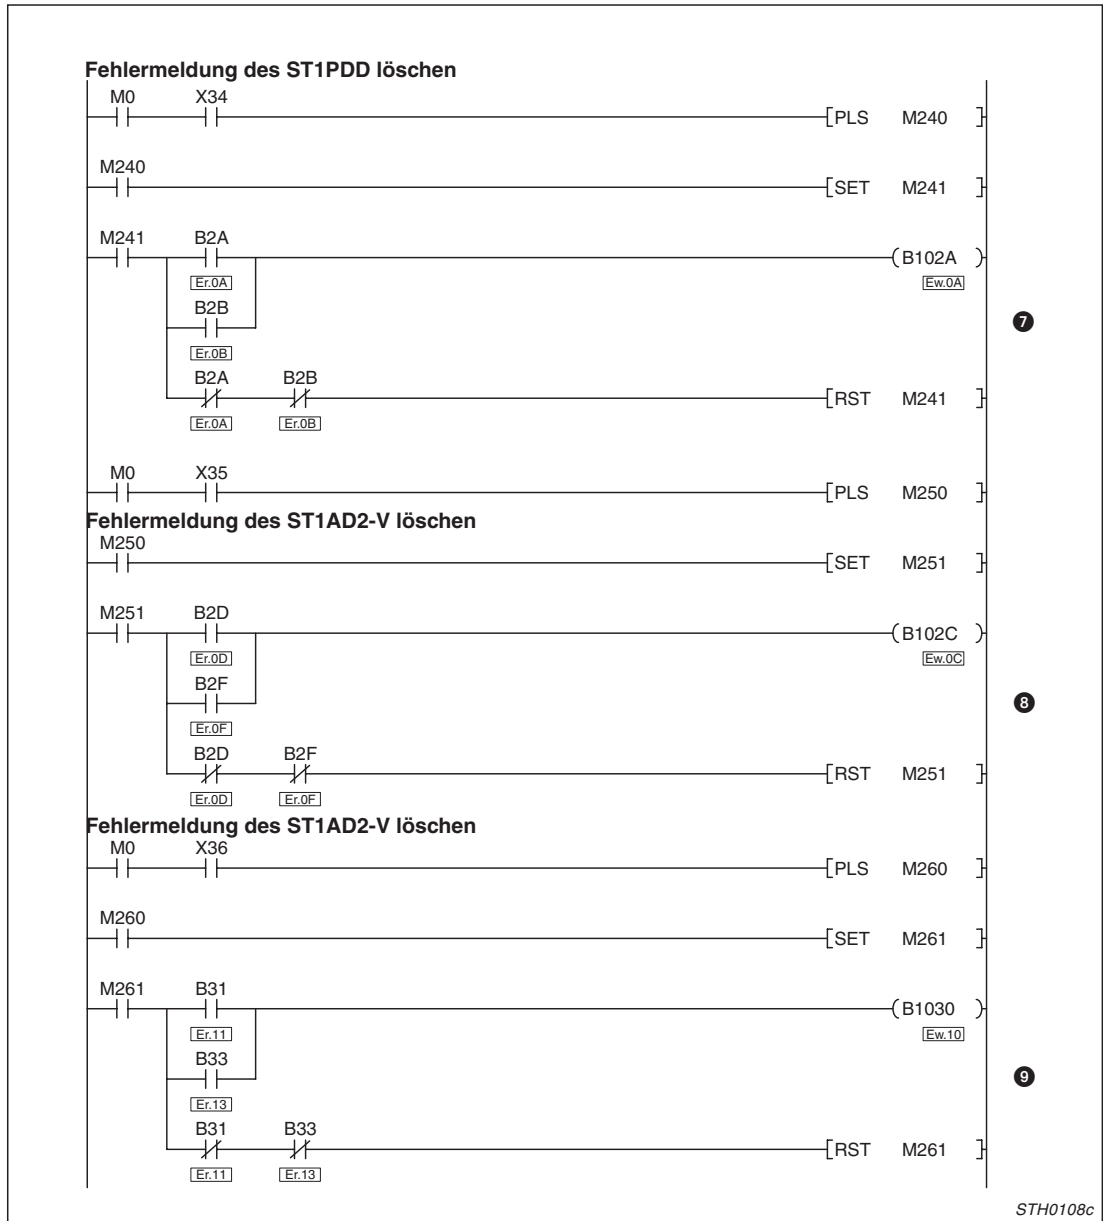 Fehlermeldung des ST1PDD löschen
M0 X34
PLS M240
M240
SET M241
M241 B2A
B102A
Er.0A Ew.0A
B2B
7
Er.0B
B2A B2B
RST M241
Er.0A Er.0B
M0 X35
PLS M250
Fehlermeldung des ST1AD2-V löschen
M250
SET M251
M251 B2D
B102C
Er.0D Ew.0C
B2F
8
Er.0F
B2D B2F
RST M251
Er.0D Er.0F
Fehlermeldung des ST1AD2-V löschen
M0 X36
PLS M260
M260
SET M261
M261 B31
B1030
Er.11 Ew.10
B33
9
Er.13
B31 B33
RST M261
Er.11 Er.13
STH0108c